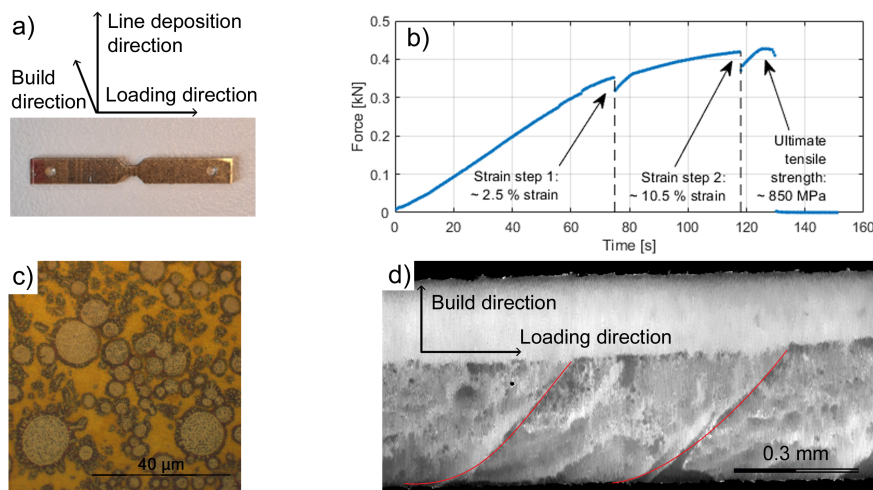 a)
Line deposition
direction
Build
direction
Loading direction
b)
Force [kN]
0.5
0.4
0.3
0.2
0.1
0
0 20 40 60 80 100 120 140 160
Time [s]
Strain step 1:
~ 2.5 % strain
Strain step 2:
~ 10.5 % strain
Ultimate
tensile
strength:
~ 850 MPa
c)
40 µm
d)
Build direction
Loading direction
0.3 mm